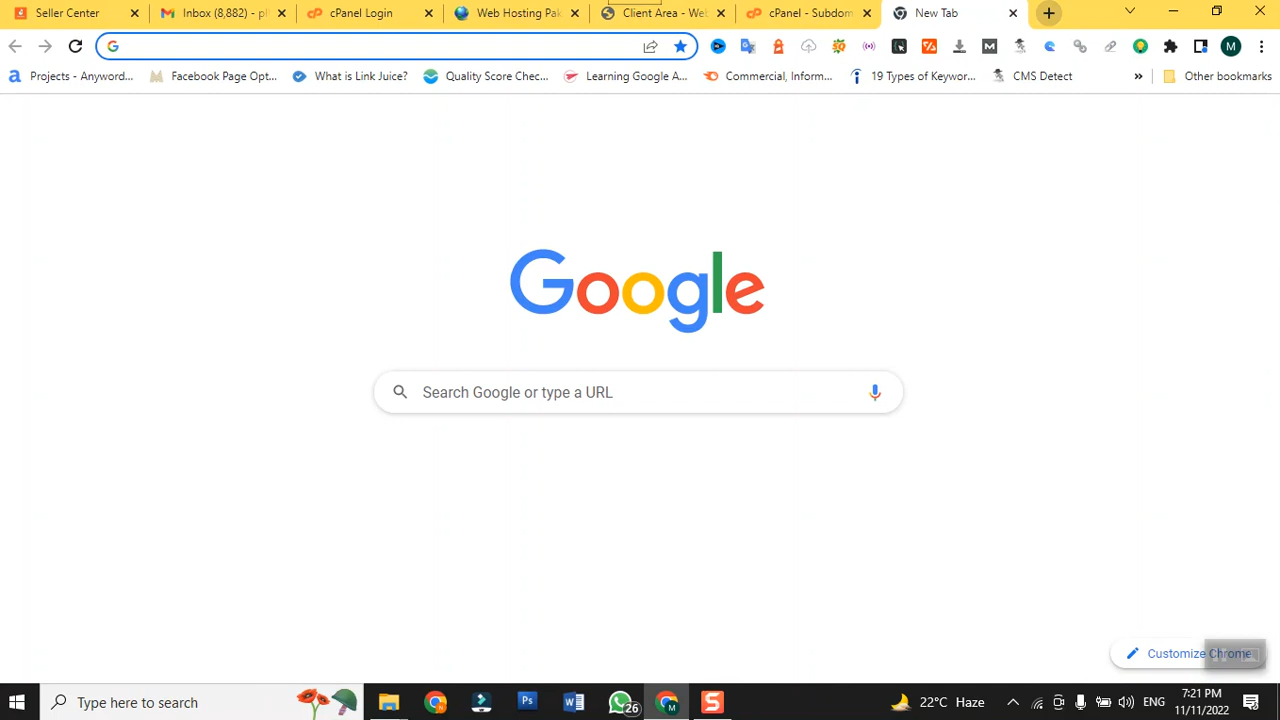 Seller Center
Inbox (8,882) - pl
cPanel Login
Web Hosting Pak
Client Area - Web
cPanel - Subdom
New Tab
Projects - Anyword...
Facebook Page Opt...
What is Link Juice?
Quality Score Chec...
Learning Google A...
Commercial, Inform...
19 Types of Keywor...
CMS Detect
»
Other bookmarks
M
Google
Search Google or type a URL
Customize Chrome
Type here to search
Ps
26
M
S
22°C Haze
ENG
7:21 PM
11/11/2022